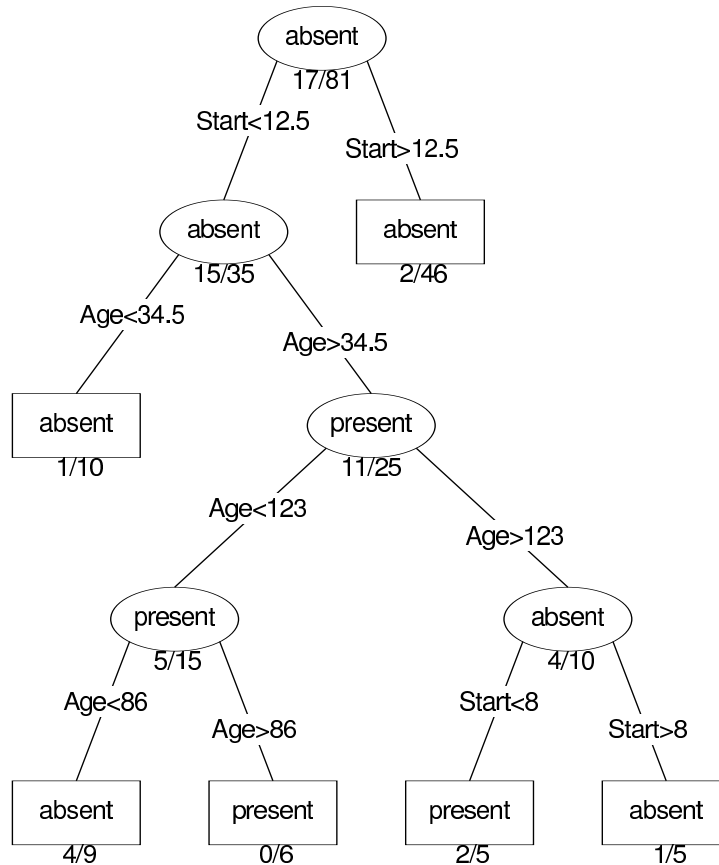 absent
17/81
Start<12.5
Start>12.5
absent
15/35
absent
2/46
Age<34.5
Age>34.5
absent
1/10
present
11/25
Age<123
Age>123
present
5/15
absent
4/10
Age<86
Age>86
Start<8
Start>8
absent
4/9
present
0/6
present
2/5
absent
1/5